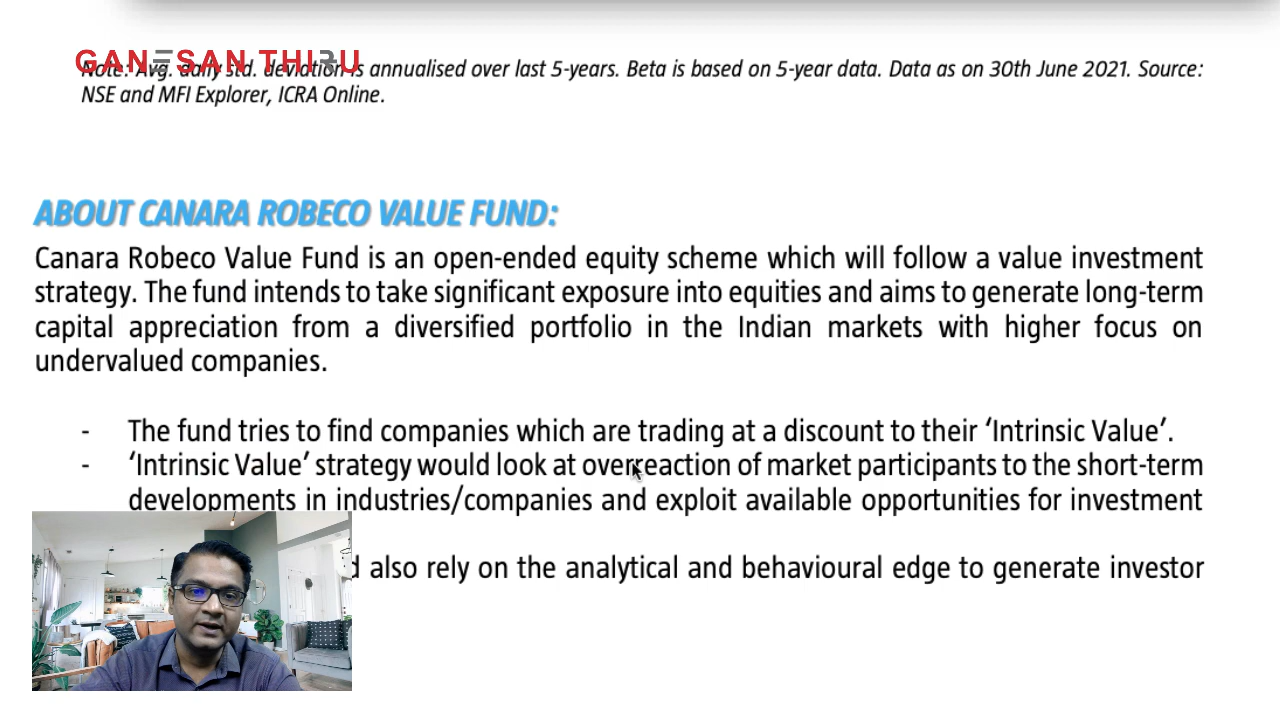 GANESAN THIRU
Note: Avg. daily std. deviation is annualised over last 5-years. Beta is based on 5-year data. Data as on 30th June 2021. Source:
NSE and MFI Explorer, ICRA Online.
ABOUT CANARA ROBECO VALUE FUND:
Canara Robeco Value Fund is an open-ended equity scheme which will follow a value investment
strategy. The fund intends to take significant exposure into equities and aims to generate long-term
capital appreciation from a diversified portfolio in the Indian markets with higher focus on
undervalued companies.
- The fund tries to find companies which are trading at a discount to their ‘Intrinsic Value’.
- ‘Intrinsic Value’ strategy would look at overreaction of market participants to the short-term
developments in industries/companies and exploit available opportunities for investment
also rely on the analytical and behavioural edge to generate investor